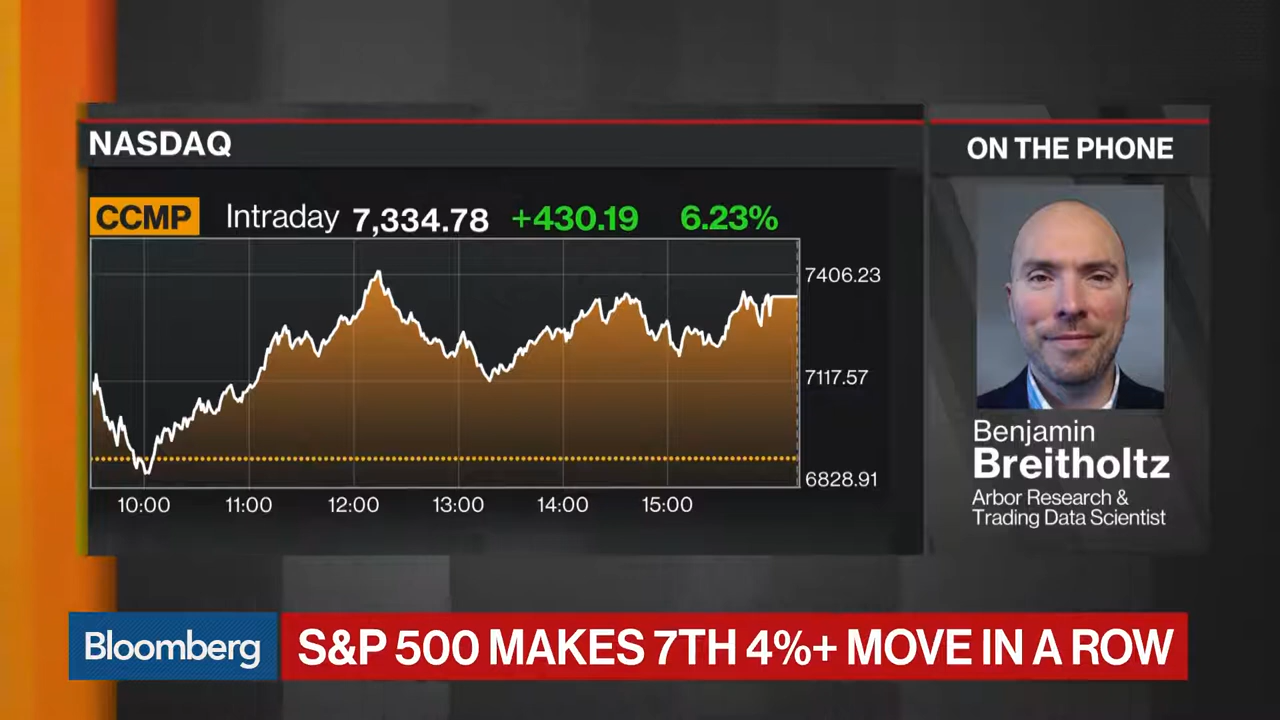 NASDAQ
CCMP Intraday 7,334.78 +430.19 6.23%
7406.23
7117.57
6828.91
10:00 11:00 12:00 13:00 14:00 15:00
ON THE PHONE
Benjamin
Breitholtz
Arbor Research &
Trading Data Scientist
Bloomberg
S&P 500 MAKES 7TH 4%+ MOVE IN A ROW